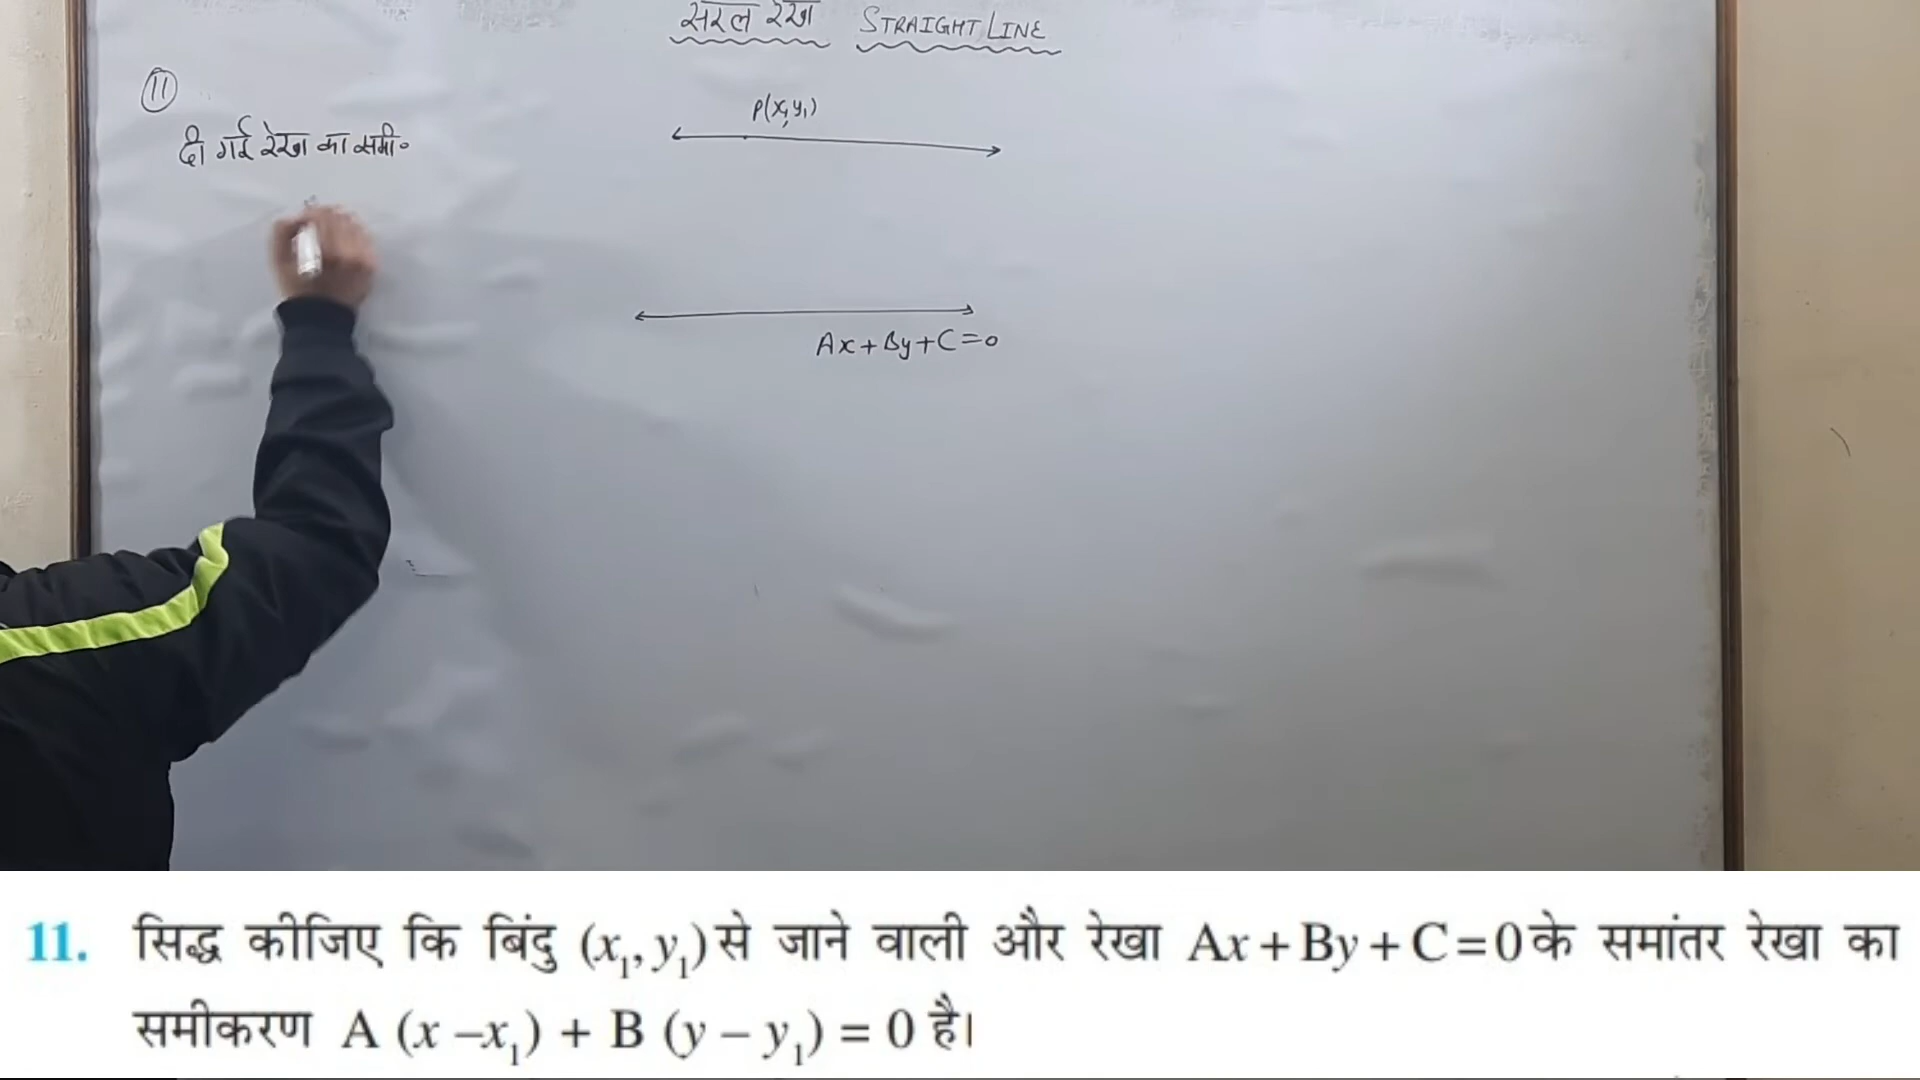 सरल रेखा STRAIGHT LINE
11
दी गई रेखा का समी०
P(x₁,y₁)
Ax+By+C=0
11. सिद्ध कीजिए कि बिंदु (x₁, y₁) से जाने वाली और रेखा Ax + By + C = 0 के समांतर रेखा का
समीकरण A (x –x₁) + B (y – y₁) = 0 है।